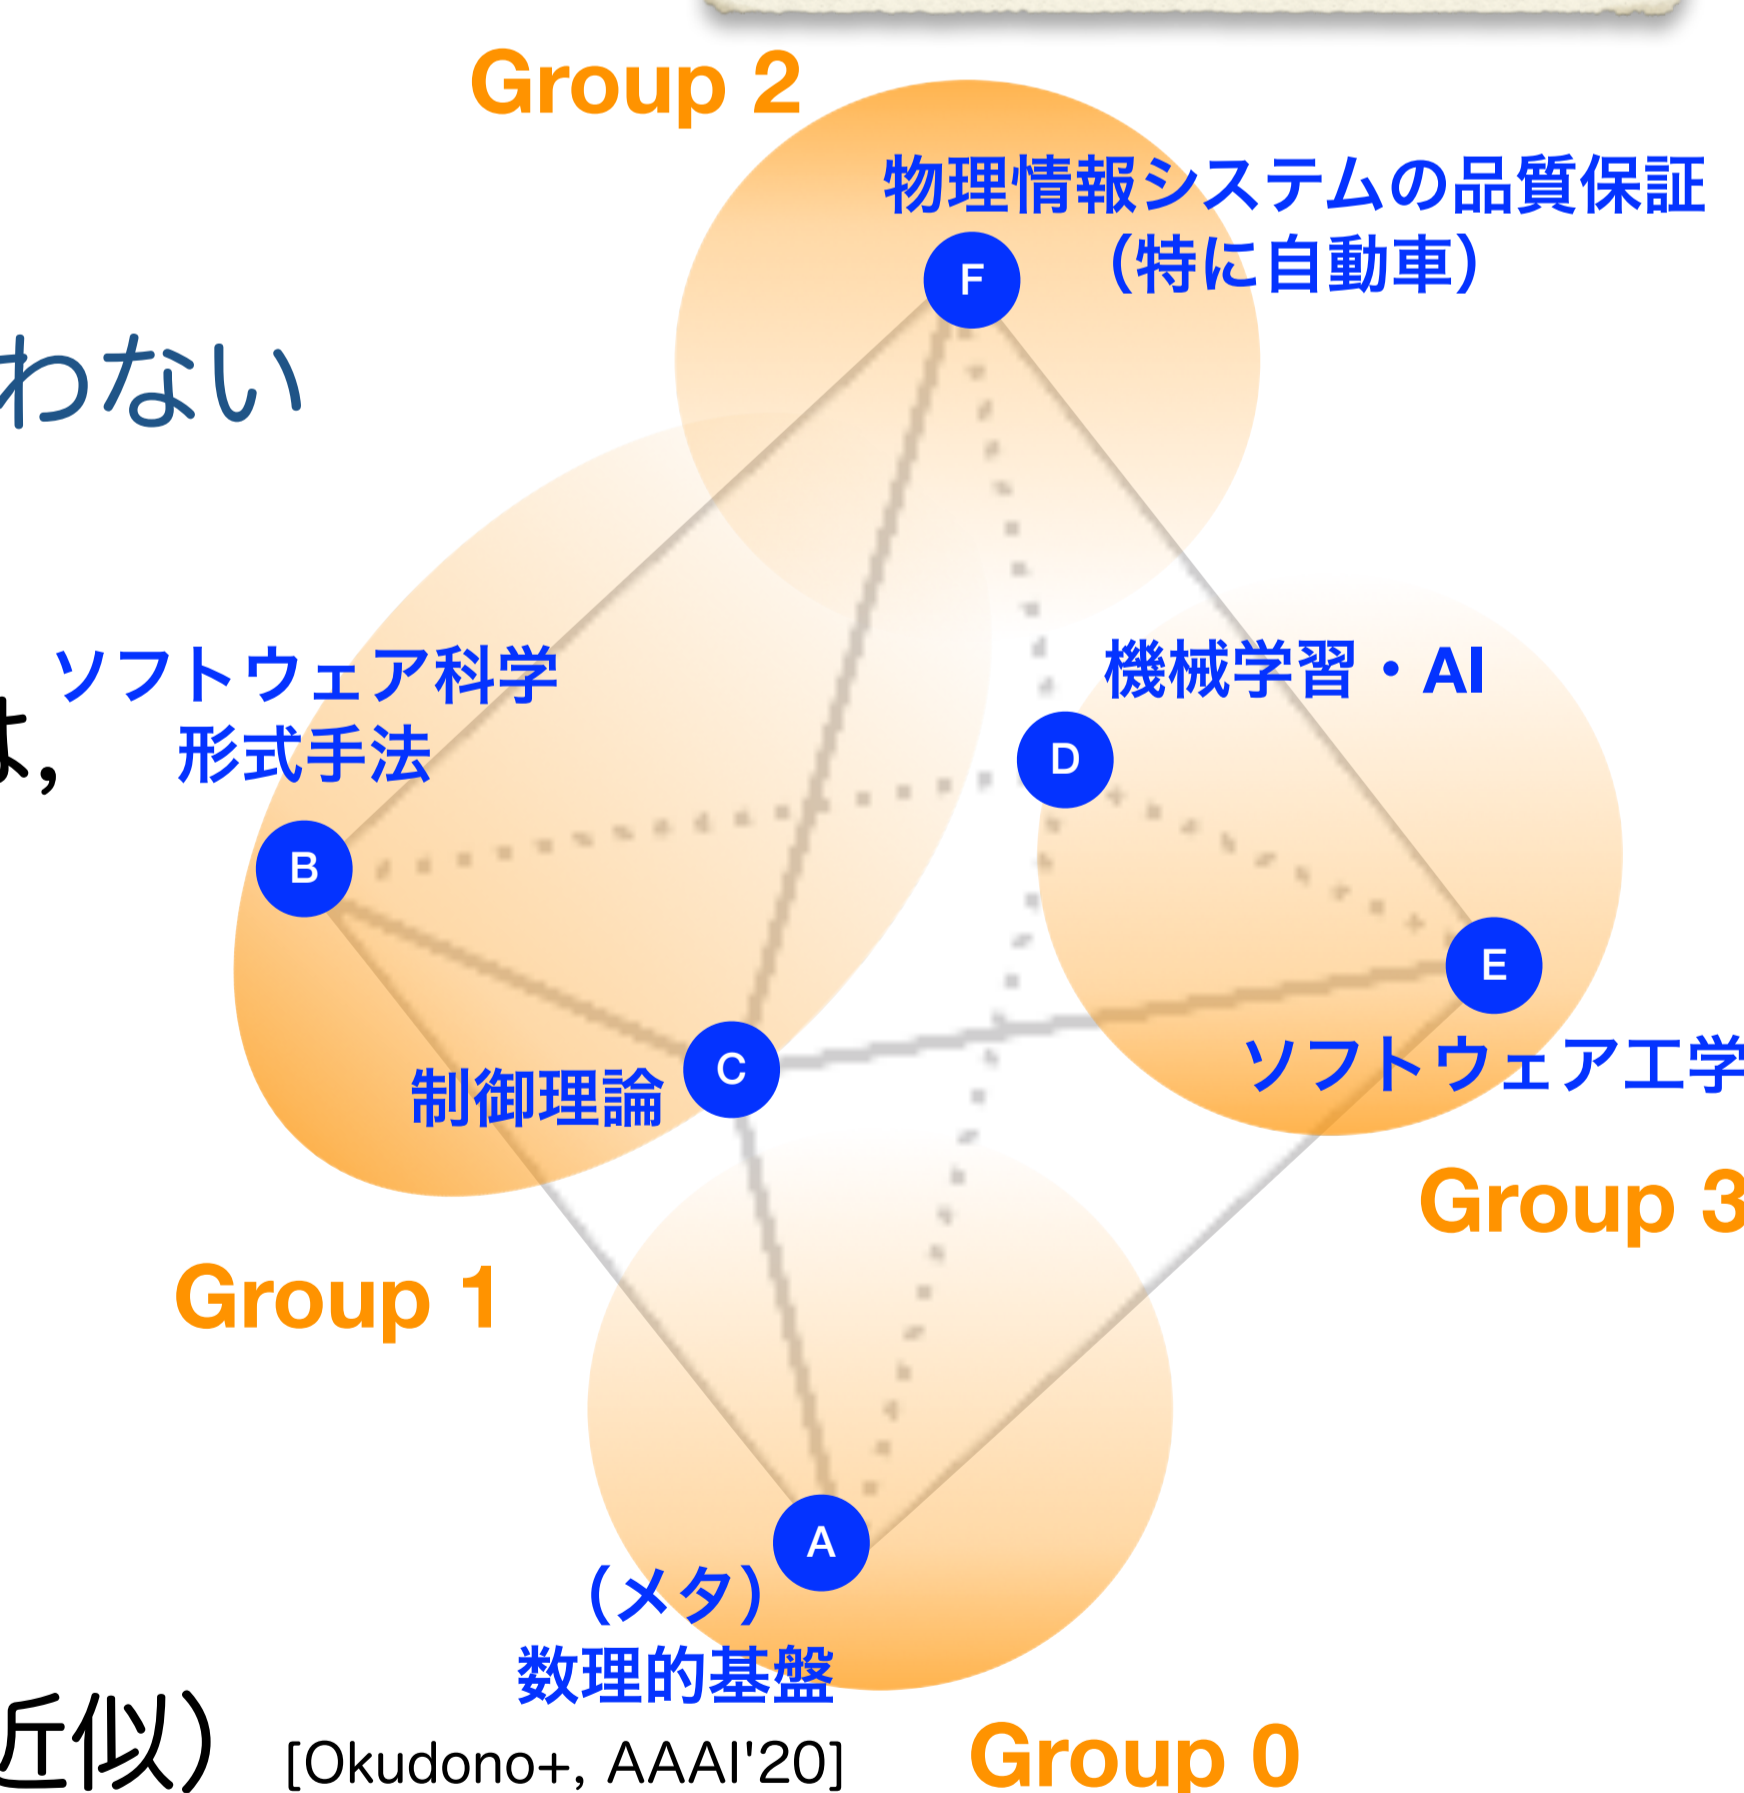 Group 2
物理情報システムの品質保証
（特に自動車）
F
わない
ソフトウェア科学
形式手法
機械学習・AI
は,
D
B
E
ソフトウェア工学
制御理論
C
Group 3
Group 1
A
（メタ）
数理的基盤
近似）
[Okudono+, AAAI'20]
Group 0